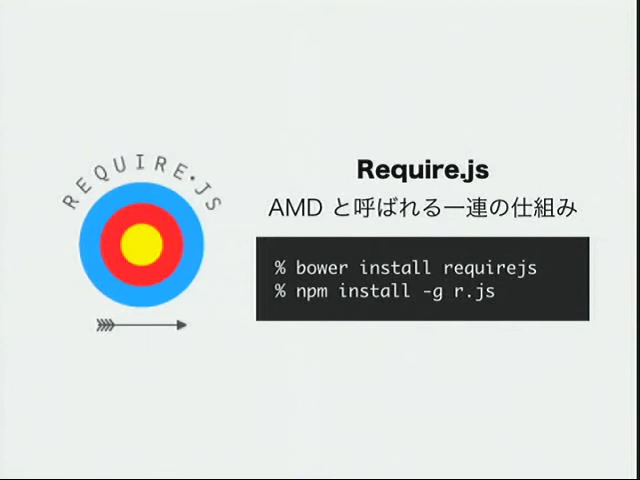 REQUIRE.JS
Require.js
AMD と呼ばれる一連の仕組み
% bower install requirejs
% npm install -g r.js